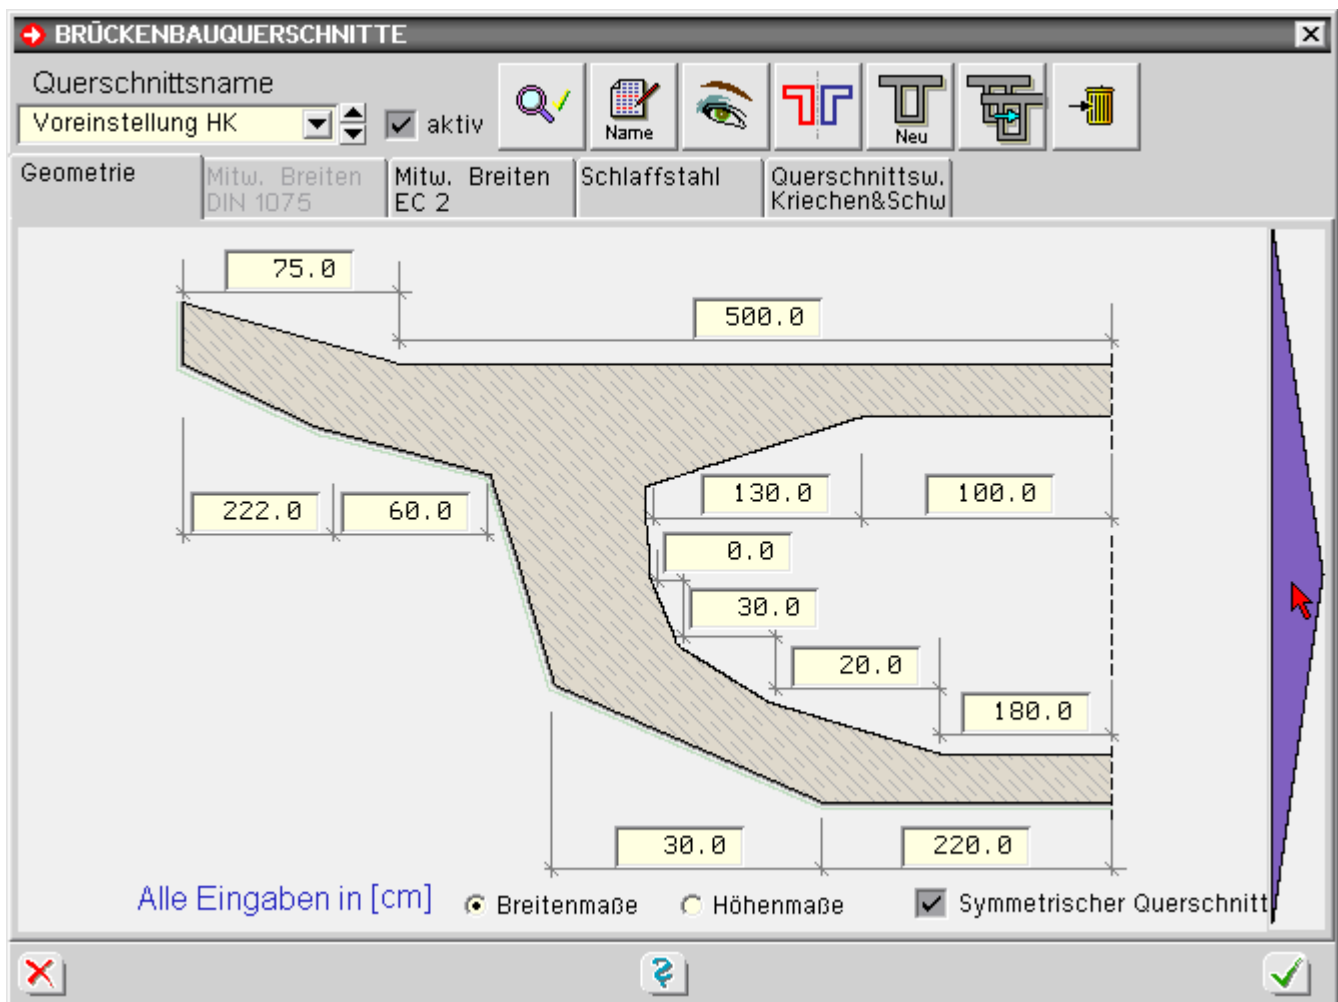 BRÜCKENBAUQUERSCHNITTE
Querschnittsname
Voreinstellung HK
aktiv
Name
Neu
Geometrie
Mitw. Breiten
DIN 1075
Mitw. Breiten
EC 2
Schlaffstahl
Querschnittsw.
Kriechen&Schw
75.0
500.0
130.0
100.0
222.0
60.0
0.0
30.0
20.0
180.0
30.0
220.0
Alle Eingaben in [cm]
Breitenmaße
Höhenmaße
Symmetrischer Querschnitt